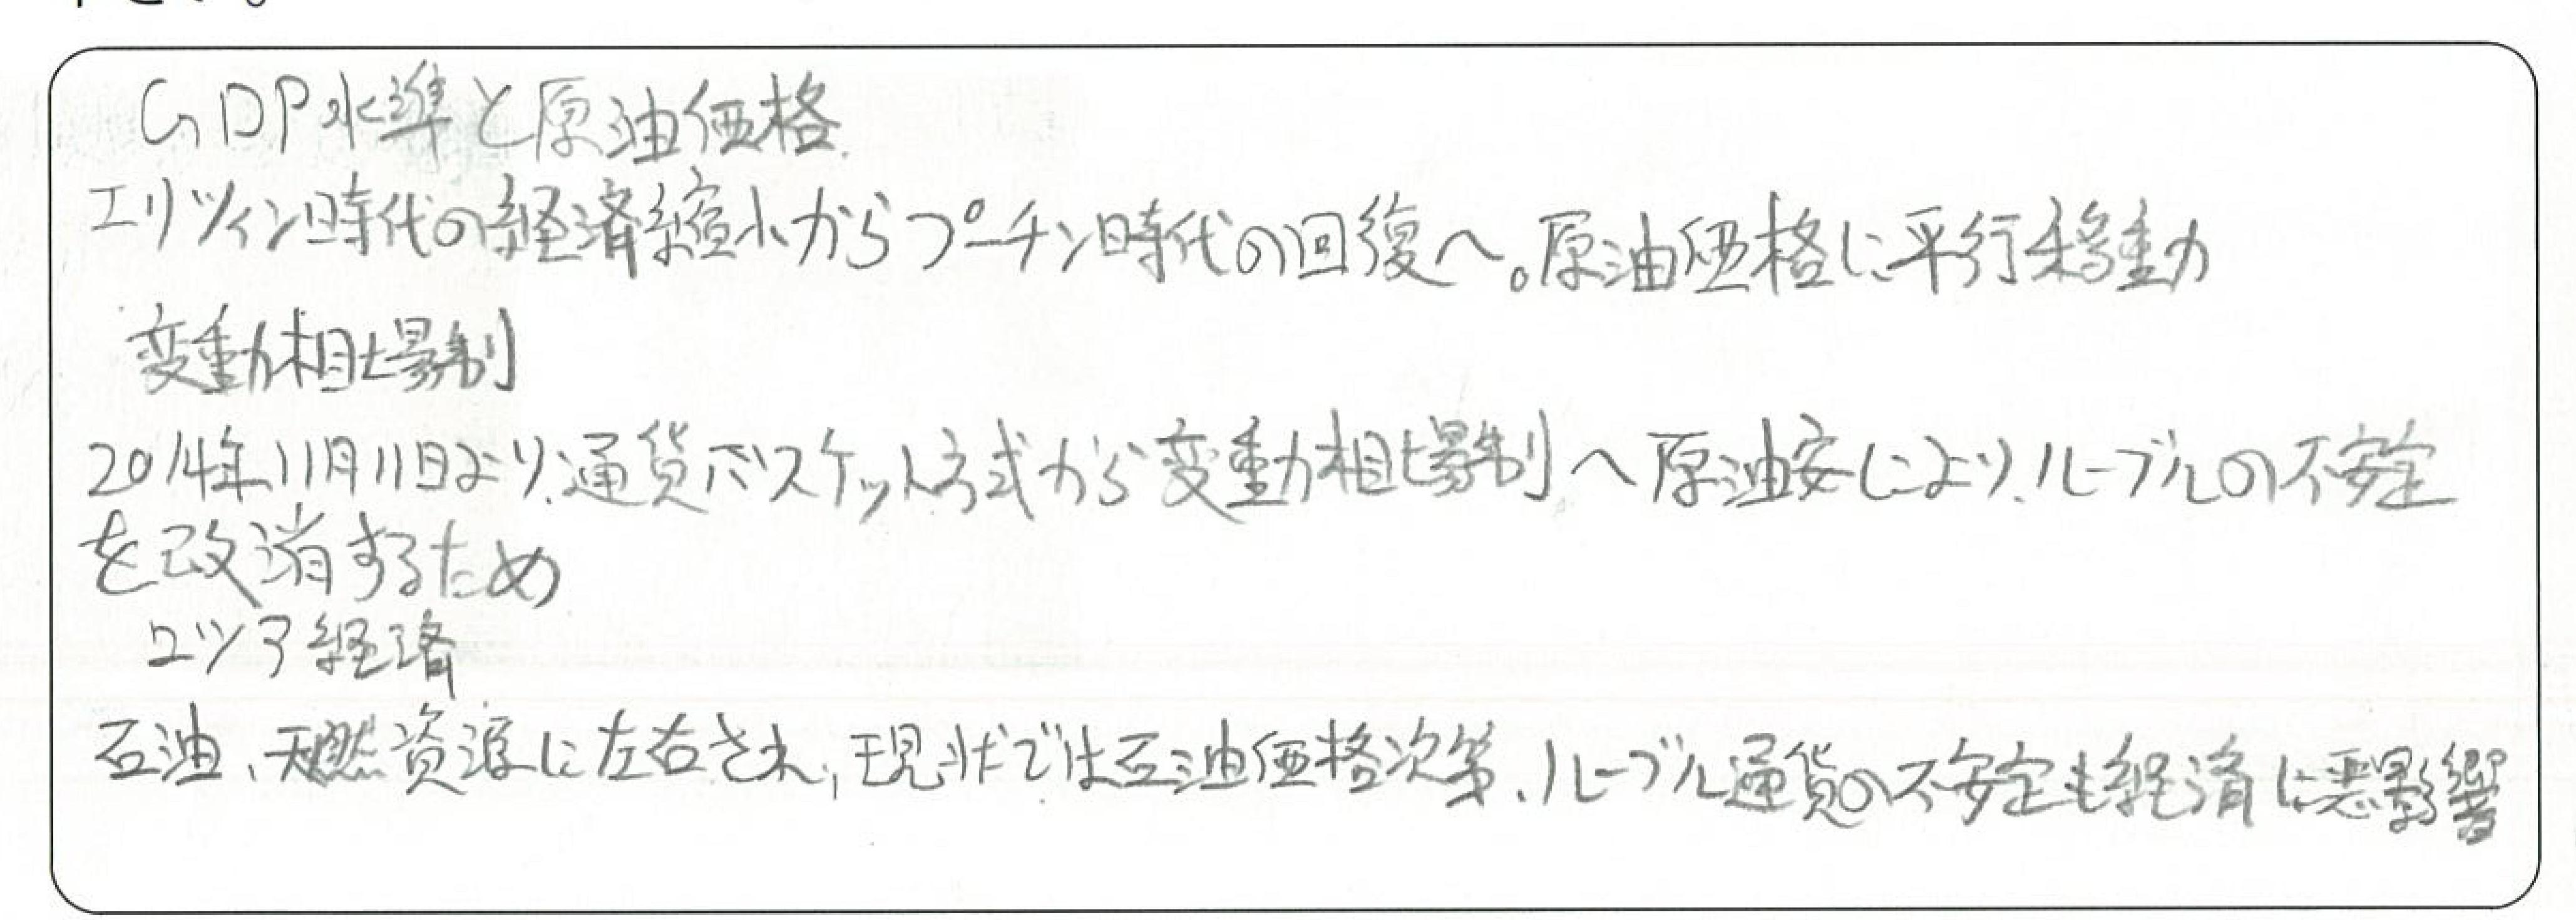 GDP水準と原油価格
エリツィン時代の経済縮小からプーチン時代の回復へ。原油価格に平行移動
変動相場制
2014年11月11日より、通貨バスケット方式から変動相場制へ原油安により、ルーブルの不安定
を改消するため
ロシア経済
石油、天然資源に左右され、現状では石油価格次第、ルーブル通貨の不安定も経済に悪影響